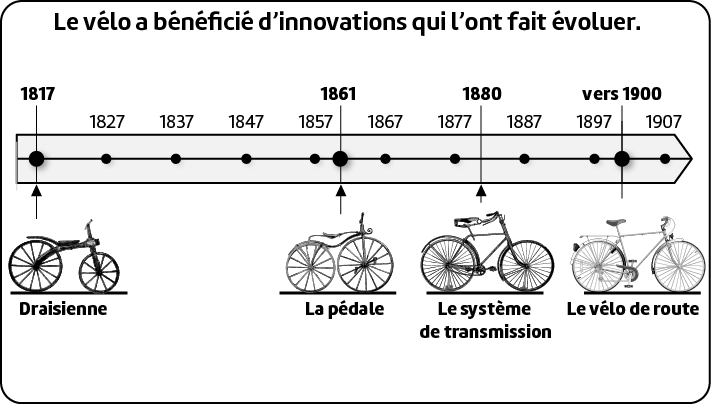 Le vélo a bénéficié d’innovations qui l’ont fait évoluer.
1817 1861 1880 vers 1900
1827 1837 1847 1857 1867 1877 1887 1897 1907
Draisienne La pédale Le système Le vélo de route
de transmission